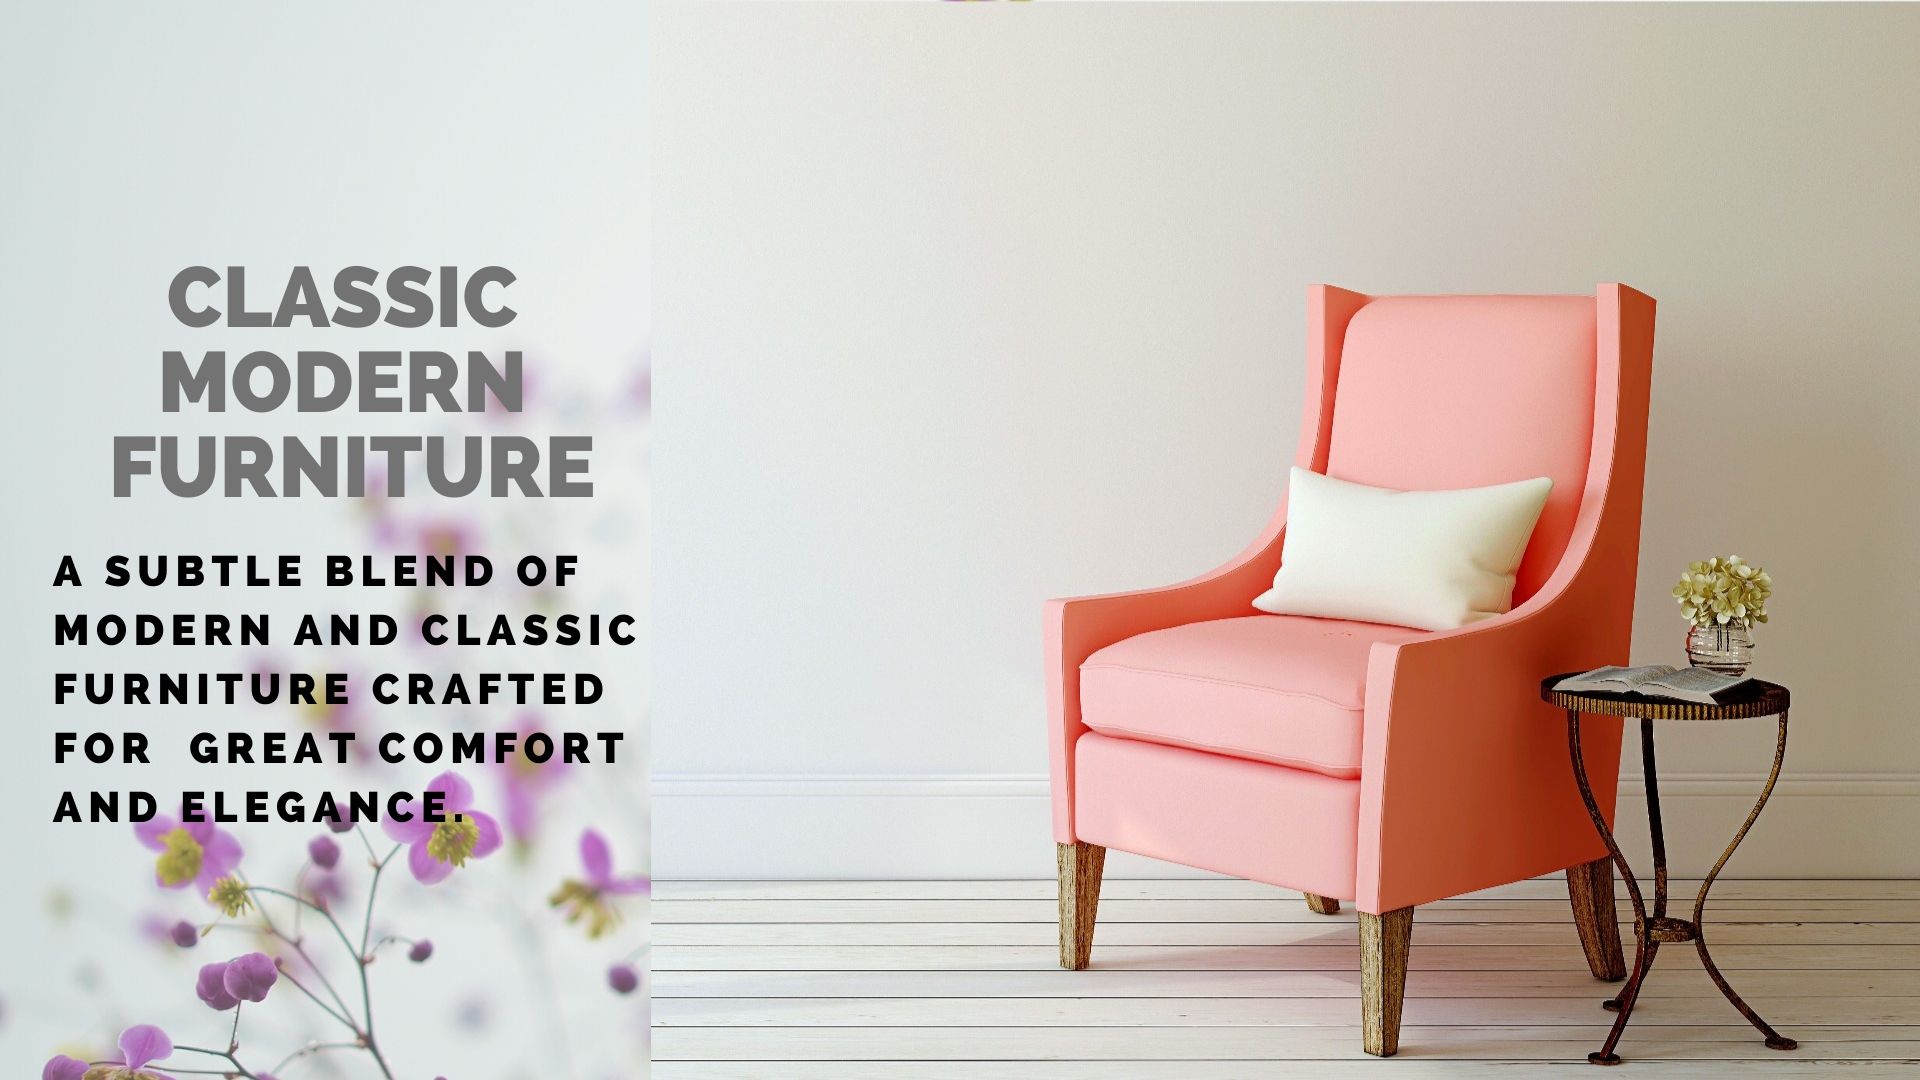 CLASSIC
MODERN
FURNITURE
A SUBTLE BLEND OF
MODERN AND CLASSIC
FURNITURE CRAFTED
FOR  GREAT COMFORT
AND ELEGANCE.